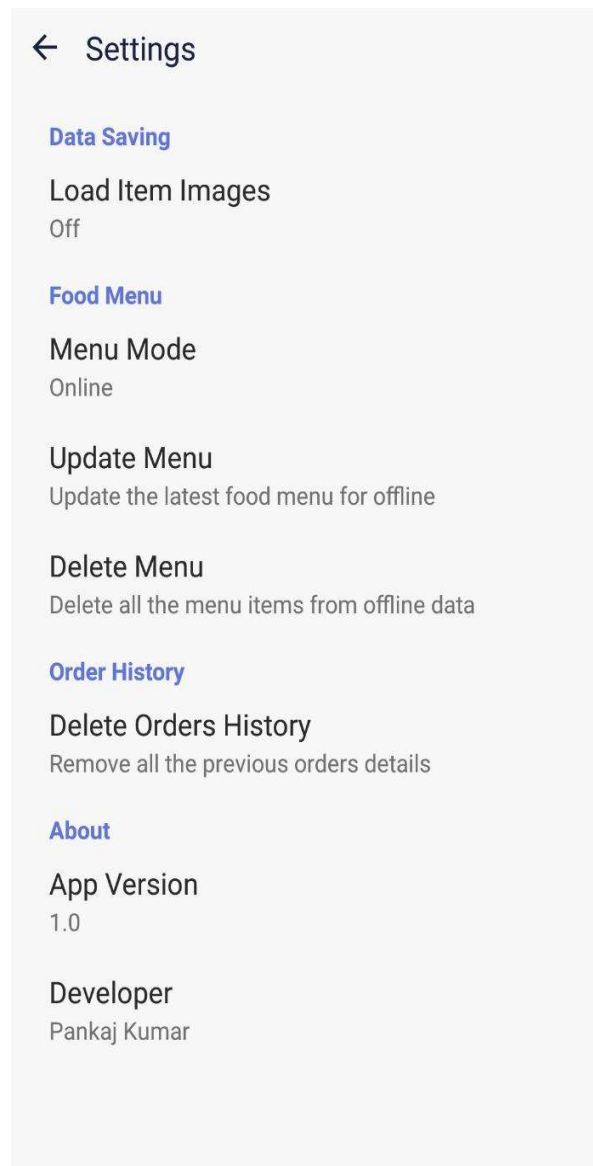 Settings
Data Saving
Load Item Images
Off
Food Menu
Menu Mode
Online
Update Menu
Update the latest food menu for offline
Delete Menu
Delete all the menu items from offline data
Order History
Delete Orders History
Remove all the previous orders details
About
App Version
1.0
Developer
Pankaj Kumar